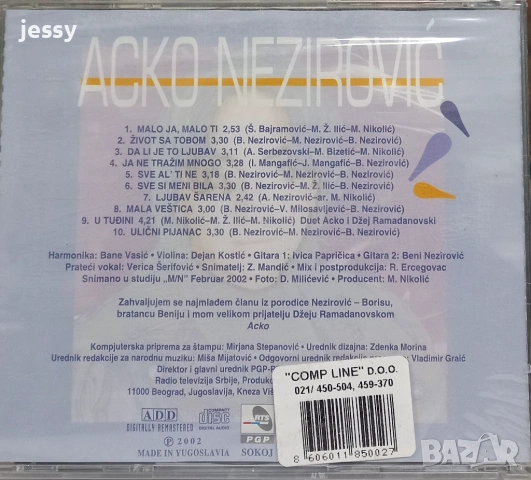 jessy
ACKO NEZIROVIĆ
1. MALO JA, MALO TI 2,53 (Š. Bajramović–M. Ž. Ilić–M. Nikolić)
2. ŽIVOT SA TOBOM 3,30 (B. Nezirović–M. Nezirović–B. Nezirović)
3. DA LI JE TO LJUBAV 3,11 (A. Serbezovski–M. Bizetić–M. Nikolić)
4. JA NE TRAŽIM MNOGO 3,28 (I. Mangafić–J. Mangafić–B. Nezirović)
5. SVE AL' TI NE 3,18 (B. Nezirović–M. Nezirović–B. Nezirović)
6. SVE SI MENI BILA 3,30 (B. Nezirović–M. Ž. Ilić–B. Nezirović)
7. LJUBAV ŠARENA 2,42 (A. Nezirović–ar. M. Nikolić)
8. MALA VEŠTICA 3,00 (B. Nezirović–V. Milosavljević–B. Nezirović)
9. U TUĐINI 4,21 (M. Nikolić–M. Ž. Ilić–M. Nikolić) Duet Acko i Džej Ramadanovski
10. ULIČNI PIJANAC 3,30 (B. Nezirović–M. Nezirović–B. Nezirović)
Harmonika: Bane Vasić • Violina: Dejan Kostić • Gitara 1: Ivica Papričica • Gitara 2: Beni Nezirović
Prateći vokal: Verica Šerifović • Snimatelj: Z. Mandić • Mix i postprodukcija: R. Ercegovac
Snimano u studiju „M/N" Februar 2002 • Foto: D. Milićević • Producent: M. Nikolić
Zahvaljujem se najmlađem članu iz porodice Nezirović – Borisu,
bratancu Beniju i mom velikom prijatelju Džeju Ramadanovskom
Acko
Kompjuterska priprema za štampu: Mirjana Stepanović • Urednik dizajna: Zdenka Morina
Urednik redakcije za narodnu muziku: Miša Mijatović • Odgovorni urednik redakcije Vladimir Graić
Direktor i glavni urednik PGP-
Radio televizija Srbije,
11000 Beograd, Jugoslavija, Kneza
ADD
DIGITALLY REMASTERED
COMPACT disc
DIGITAL AUDIO
RTS
PGP
Ⓟ 2002
MADE IN YUGOSLAVIA
SOKOJ
"COMP LINE" D.O.O.
021/ 450-504, 459-370
8 606011 850027
BAZAR